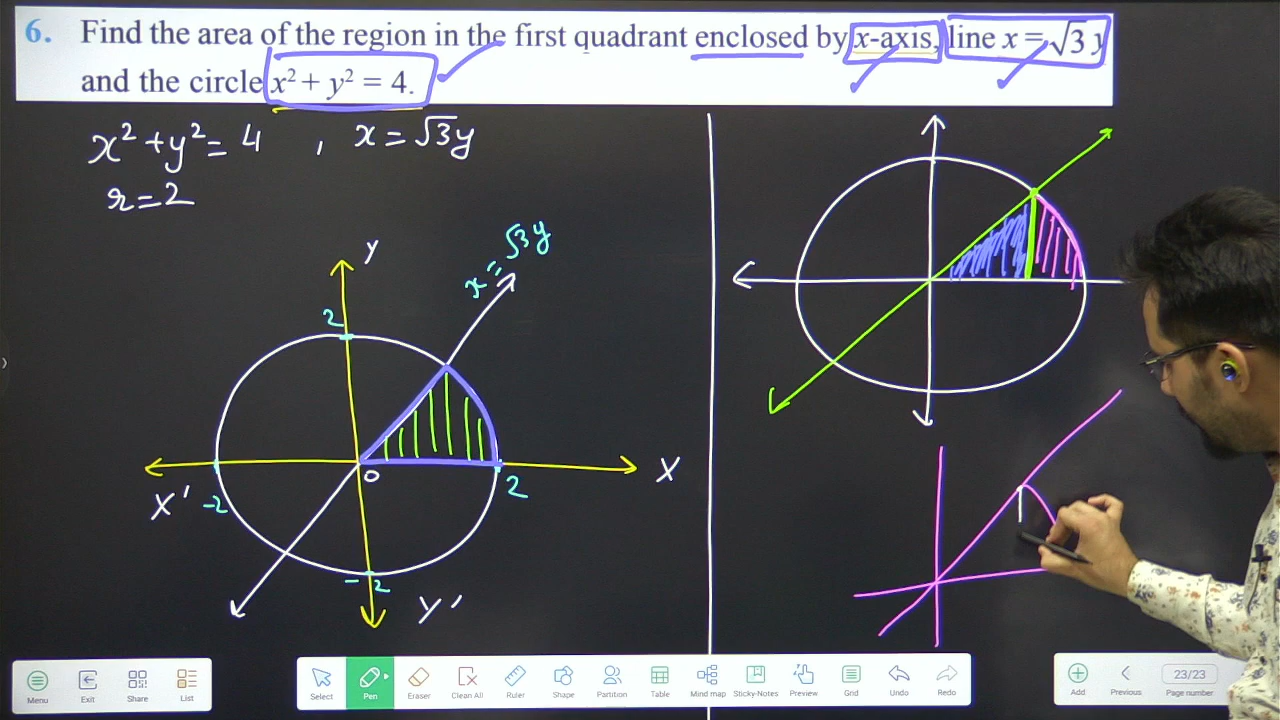 6. Find the area of the region in the first quadrant enclosed by x-axis, line x = √3 y
and the circle x² + y² = 4.
x² + y² = 4 , x = √3y
r = 2
x = √3y
Y
2
O
X
X'
-2
2
-2
Y'
Menu
Exit
Share
List
Select
Pen
Eraser
Clean All
Ruler
Shape
Partition
Table
Mind map
Sticky-Notes
Preview
Grid
Undo
Redo
Add
Previous
23/23
Page number